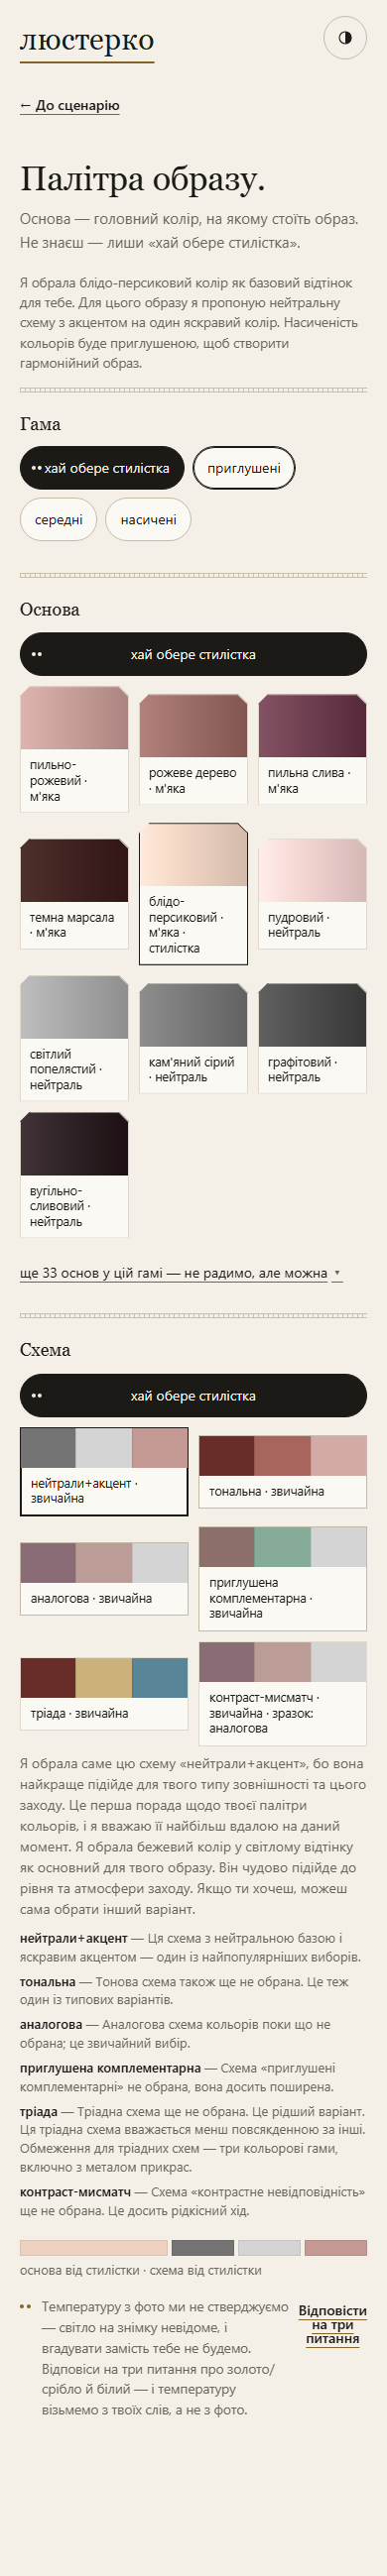 люстерко
← До сценарію
Палітра образу.
Основа — головний колір, на якому стоїть образ.
Не знаєш — лиши «хай обере стилістка».
Я обрала блідо-персиковий колір як базовий відтінок
для тебе. Для цього образу я пропоную нейтральну
схему з акцентом на один яскравий колір. Насиченість
кольорів буде приглушеною, щоб створити
гармонійний образ.
Гама
хай обере стилістка
приглушені
середні
насичені
Основа
хай обере стилістка
пильно-
рожевий ·
м'яка
рожеве дерево
· м'яка
пильна слива ·
м'яка
темна марсала
· м'яка
блідо-
персиковий ·
м'яка ·
стилістка
пудровий ·
нейтраль
світлий
попелястий ·
нейтраль
кам'яний сірий
· нейтраль
графітовий ·
нейтраль
вугільно-
сливовий ·
нейтраль
ще 33 основ у цій гамі — не радимо, але можна
Схема
хай обере стилістка
нейтрали+акцент ·
звичайна
тональна · звичайна
аналогова · звичайна
приглушена
комплементарна ·
звичайна
тріада · звичайна
контраст-мисматч ·
звичайна · зразок:
аналогова
Я обрала саме цю схему «нейтрали+акцент», бо вона
найкраще підійде для твого типу зовнішності та цього
заходу. Це перша порада щодо твоєї палітри
кольорів, і я вважаю її найбільш вдалою на даний
момент. Я обрала бежевий колір у світлому відтінку
як основний для твого образу. Він чудово підійде до
рівня та атмосфери заходу. Якщо ти хочеш, можеш
сама обрати інший варіант.
нейтрали+акцент — Ця схема з нейтральною базою і
яскравим акцентом — один із найпопулярніших виборів.
тональна — Тонова схема також ще не обрана. Це теж
один із типових варіантів.
аналогова — Аналогова схема кольорів поки що не
обрана; це звичайний вибір.
приглушена комплементарна — Схема «приглушені
комплементарні» не обрана, вона досить поширена.
тріада — Тріадна схема ще не обрана. Це рідший варіант.
Ця тріадна схема вважається менш повсякденною за інші.
Обмеження для тріадних схем — три кольорові гами,
включно з металом прикрас.
контраст-мисматч — Схема «контрастне невідповідність»
ще не обрана. Це досить рідкісний хід.
основа від стилістки · схема від стилістки
Температуру з фото ми не стверджуємо
— світло на знімку невідоме, і
вгадувати замість тебе не будемо.
Відповіси на три питання про золото/
срібло й білий — і температуру
візьмемо з твоїх слів, а не з фото.
Відповісти
на три
питання